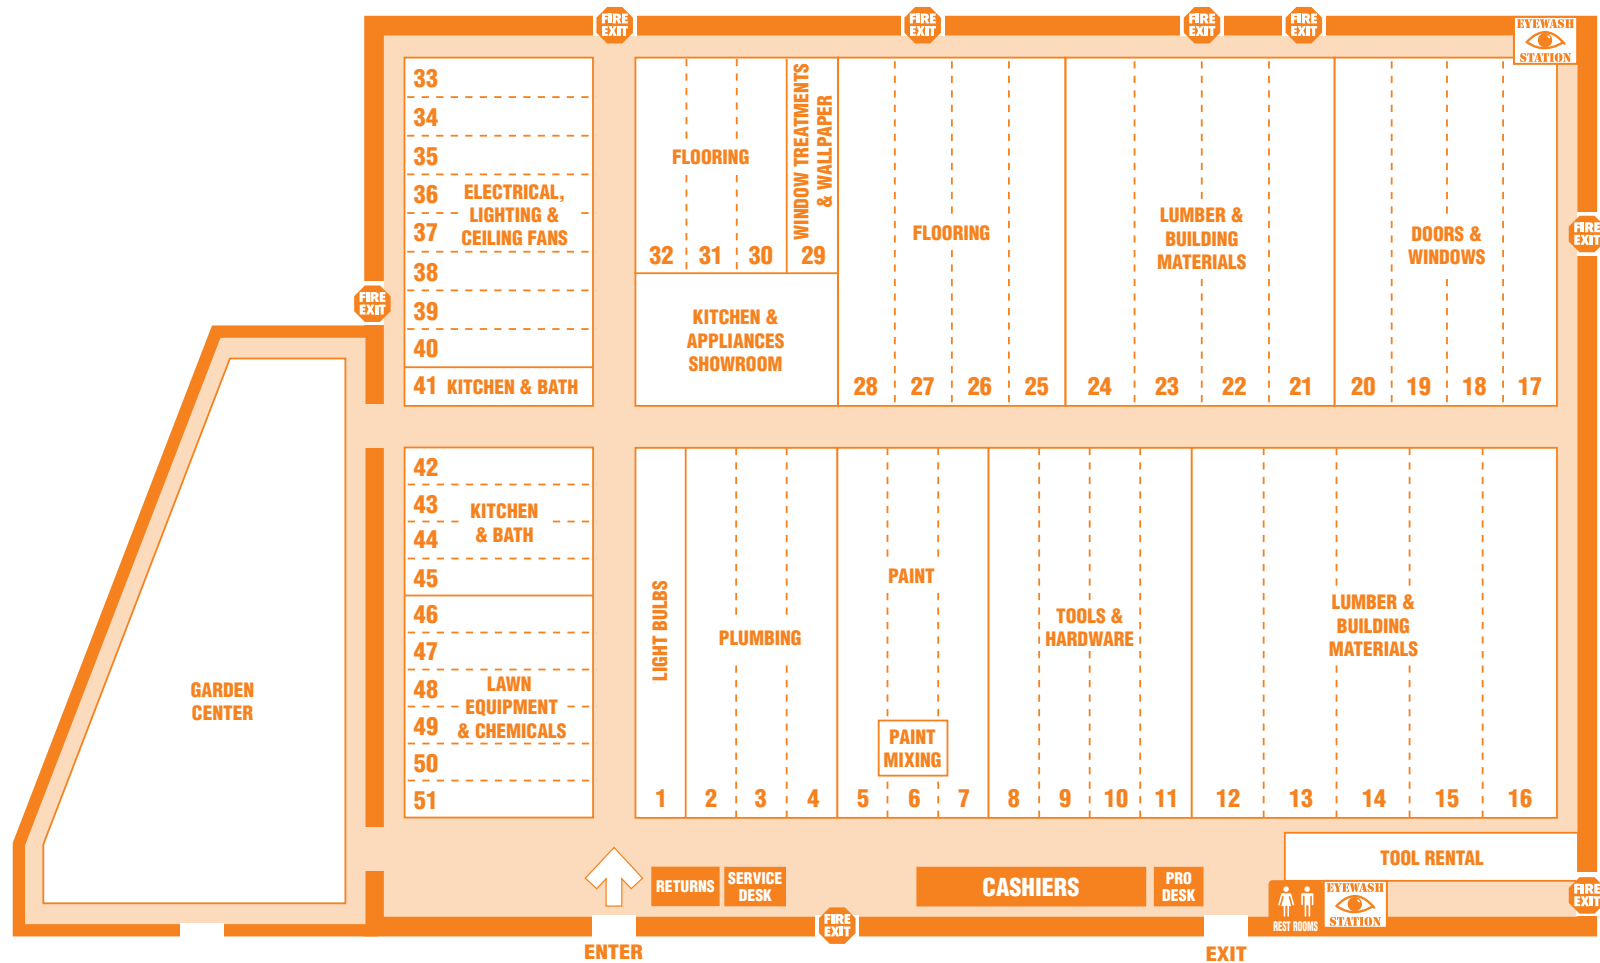 FIRE
EXIT
FIRE
EXIT
FIRE
EXIT
FIRE
EXIT
EYEWASH
STATION
33
34
35
36
37
38
39
40
ELECTRICAL,
LIGHTING &
CEILING FANS
41 KITCHEN & BATH
FLOORING
32 31 30
WINDOW TREATMENTS
& WALLPAPER
29
KITCHEN &
APPLIANCES
SHOWROOM
FLOORING
28 27 26 25
LUMBER &
BUILDING
MATERIALS
24 23 22 21
DOORS &
WINDOWS
20 19 18 17
FIRE
EXIT
FIRE
EXIT
GARDEN
CENTER
42
43
44
45
KITCHEN
& BATH
46
47
48
49
50
51
LAWN
EQUIPMENT
& CHEMICALS
LIGHT BULBS
1
PLUMBING
2 3 4
PAINT
PAINT
MIXING
5 6 7
TOOLS &
HARDWARE
8 9 10 11
LUMBER &
BUILDING
MATERIALS
12 13 14 15 16
TOOL RENTAL
RETURNS
SERVICE
DESK
CASHIERS
PRO
DESK
REST ROOMS
EYEWASH
STATION
FIRE
EXIT
FIRE
EXIT
ENTER
EXIT